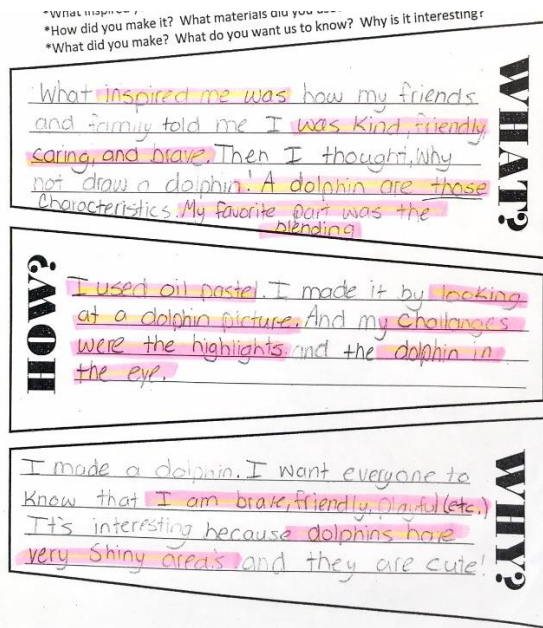 *What inspired
*How did you make it? What materials did you
*What did you make? What do you want us to know? Why is it interesting?
WHAT?
What inspired me was how my friends
and family told me I was Kind, friendly,
caring, and brave. Then I thought, Why
not draw a dolphin! A dolphin are those
Characteristics. My favorite part was the
blending
HOW?
I used oil pastel. I made it by looking
at a dolphin picture. And my challanges
were the highlights. and the dolphin in
the eye.
WHY?
I made a dolphin. I want everyone to
Know that I am brave, friendly, playful (etc.)
It's interesting because dolphins have
very Shiny area's and they are cute!